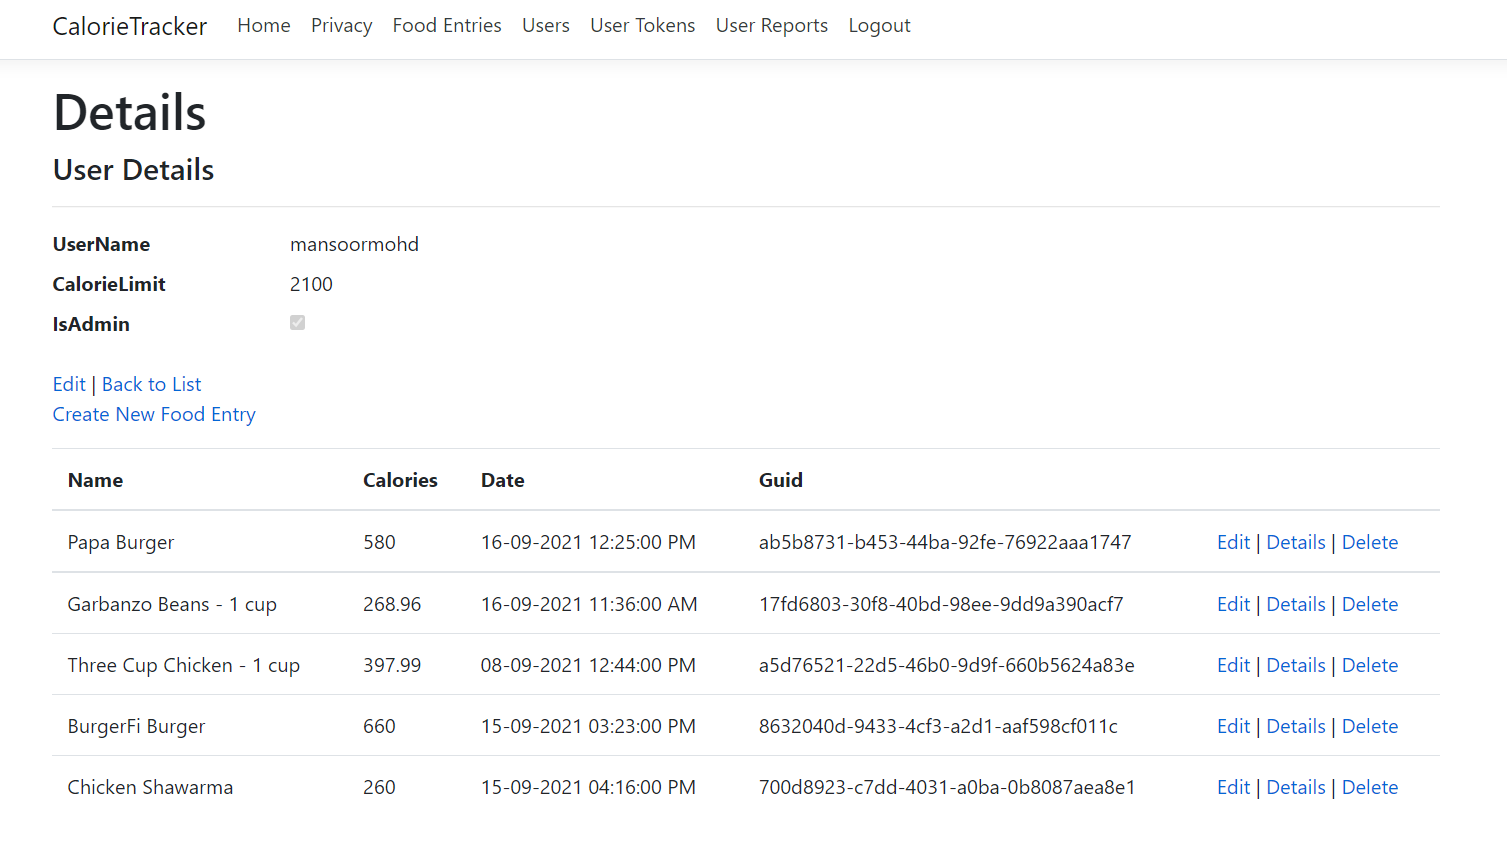 CalorieTracker Home Privacy Food Entries Users User Tokens User Reports Logout
Details
User Details
UserName mansoormohd
CalorieLimit 2100
IsAdmin
Edit | Back to List
Create New Food Entry
Name Calories Date Guid
Papa Burger 580 16-09-2021 12:25:00 PM ab5b8731-b453-44ba-92fe-76922aaa1747 Edit | Details | Delete
Garbanzo Beans - 1 cup 268.96 16-09-2021 11:36:00 AM 17fd6803-30f8-40bd-98ee-9dd9a390acf7 Edit | Details | Delete
Three Cup Chicken - 1 cup 397.99 08-09-2021 12:44:00 PM a5d76521-22d5-46b0-9d9f-660b5624a83e Edit | Details | Delete
BurgerFi Burger 660 15-09-2021 03:23:00 PM 8632040d-9433-4cf3-a2d1-aaf598cf011c Edit | Details | Delete
Chicken Shawarma 260 15-09-2021 04:16:00 PM 700d8923-c7dd-4031-a0ba-0b8087aea8e1 Edit | Details | Delete